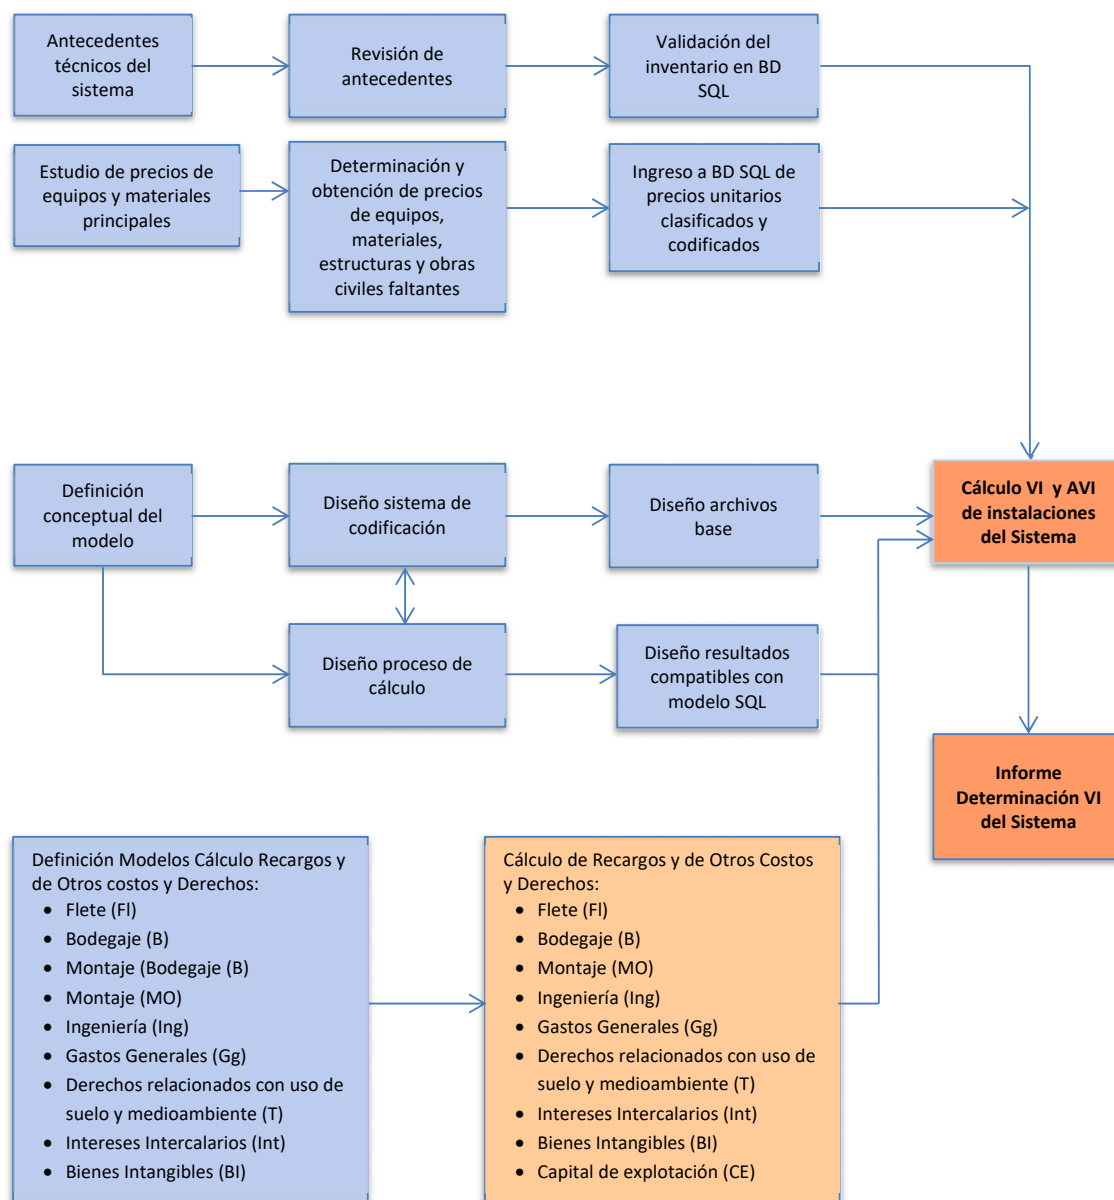 Antecedentes
técnicos del
sistema
Revisión de
antecedentes
Validación del
inventario en BD
SQL
Estudio de precios de
equipos y materiales
principales
Determinación y
obtención de precios
de equipos,
materiales,
estructuras y obras
civiles faltantes
Ingreso a BD SQL de
precios unitarios
clasificados y
codificados
Definición
conceptual del
modelo
Diseño sistema de
codificación
Diseño archivos
base
Cálculo VI y AVI
de instalaciones
del Sistema
Diseño proceso de
cálculo
Diseño resultados
compatibles con
modelo SQL
Informe
Determinación VI
del Sistema
Definición Modelos Cálculo Recargos y
de Otros costos y Derechos:
• Flete (Fl)
• Bodegaje (B)
• Montaje (Bodegaje (B)
• Montaje (MO)
• Ingeniería (Ing)
• Gastos Generales (Gg)
• Derechos relacionados con uso de
suelo y medioambiente (T)
• Intereses Intercalarios (Int)
• Bienes Intangibles (BI)
Cálculo de Recargos y de Otros Costos
y Derechos:
• Flete (Fl)
• Bodegaje (B)
• Montaje (MO)
• Ingeniería (Ing)
• Gastos Generales (Gg)
• Derechos relacionados con uso de
suelo y medioambiente (T)
• Intereses Intercalarios (Int)
• Bienes Intangibles (BI)
• Capital de explotación (CE)